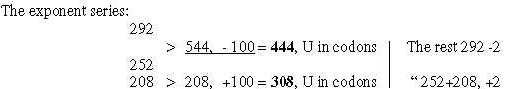 The exponent series:
292
> 544, - 100 = 444, U in codons | The rest 292 -2
252
208 > 208, +100 = 308, U in codons | “ 252+208, +2